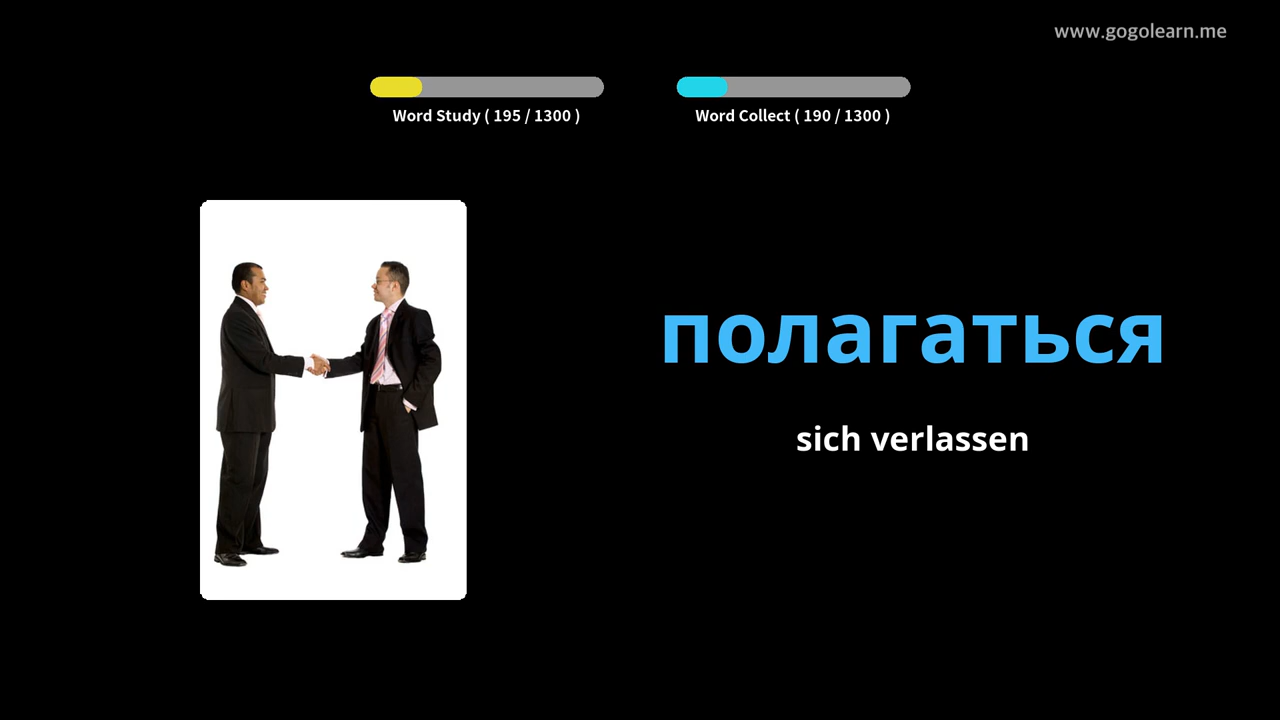 www.gogolearn.me
Word Study ( 195 / 1300 )
Word Collect ( 190 / 1300 )
полагаться
sich verlassen